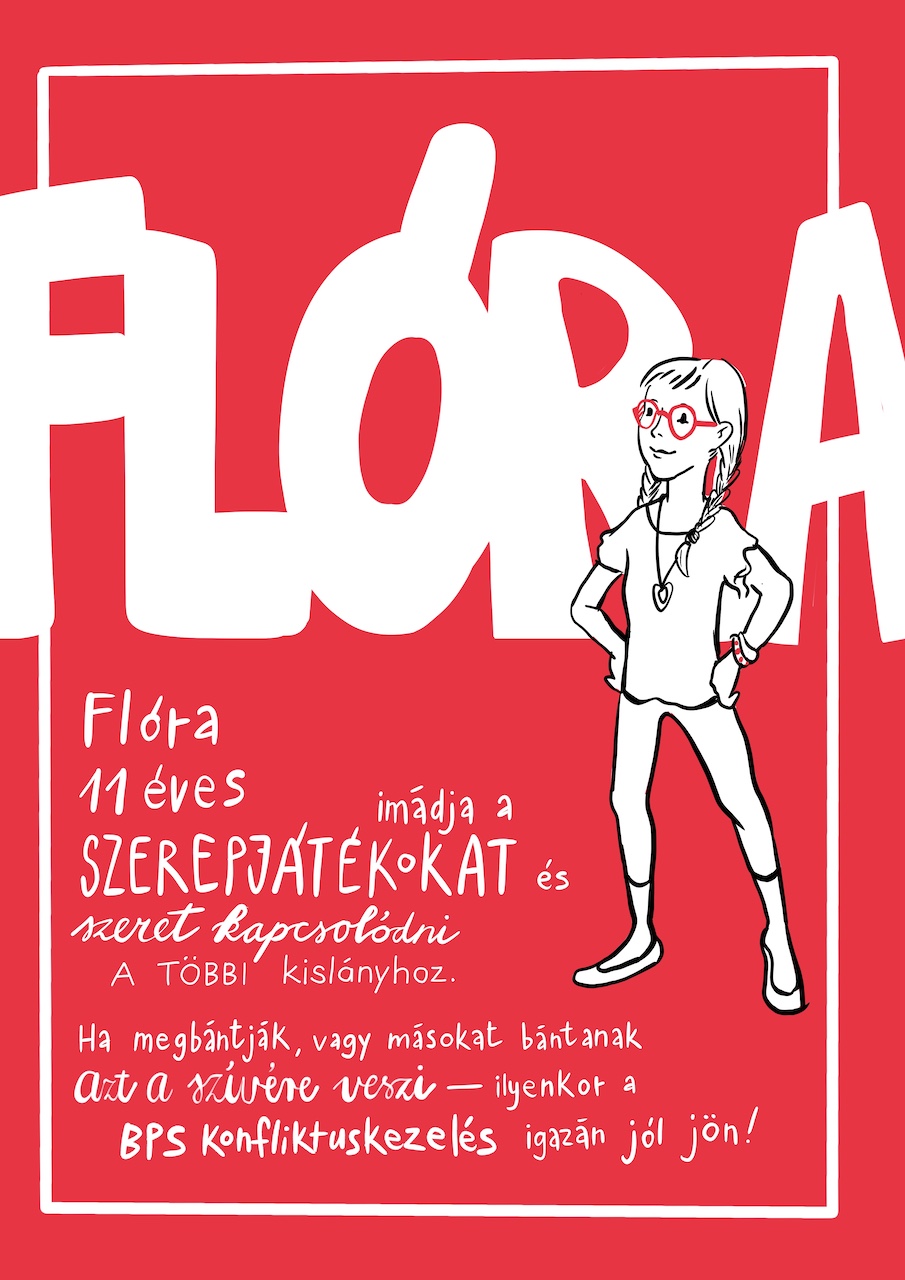 FLÓRA
Flóra
11 éves
imádja a
SZEREPJÁTÉKOKAT és
szeret kapcsolódni
A TÖBBI kislányhoz.
Ha megbántják, vagy másokat bántanak
azt a szívére veszi — ilyenkor a
BPS Konfliktuskezelés igazán jól jön!